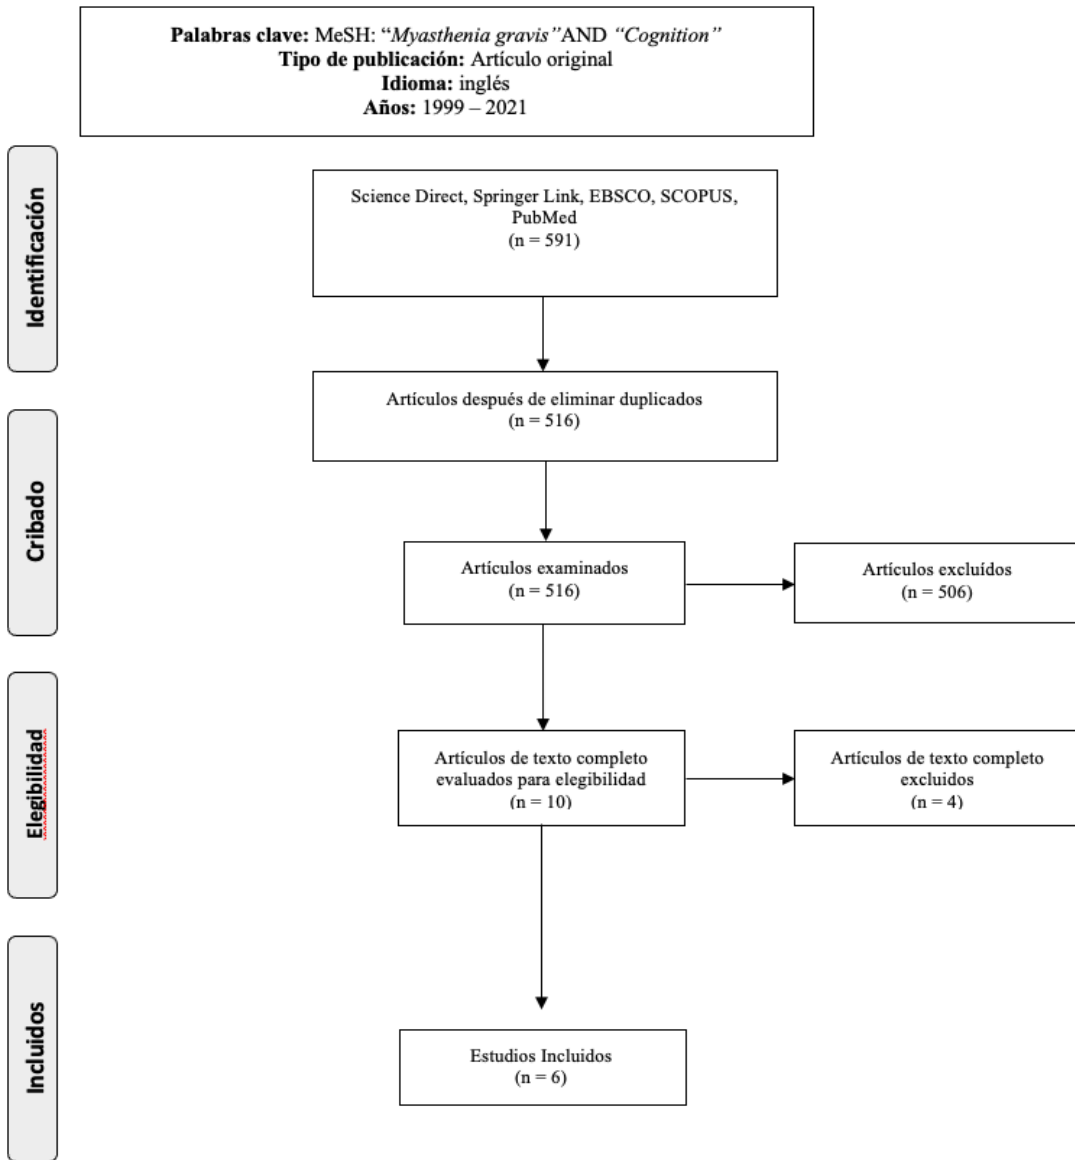 Palabras clave: MeSH: “Myasthenia gravis”AND “Cognition”
Tipo de publicación: Artículo original
Idioma: inglés
Años: 1999 – 2021
Identificación
Science Direct, Springer Link, EBSCO, SCOPUS,
PubMed
(n = 591)
Artículos después de eliminar duplicados
(n = 516)
Cribado
Artículos examinados
(n = 516)
Artículos excluídos
(n = 506)
Elegibilidad
Artículos de texto completo
evaluados para elegibilidad
(n = 10)
Artículos de texto completo
excluidos
(n = 4)
Incluidos
Estudios Incluidos
(n = 6)